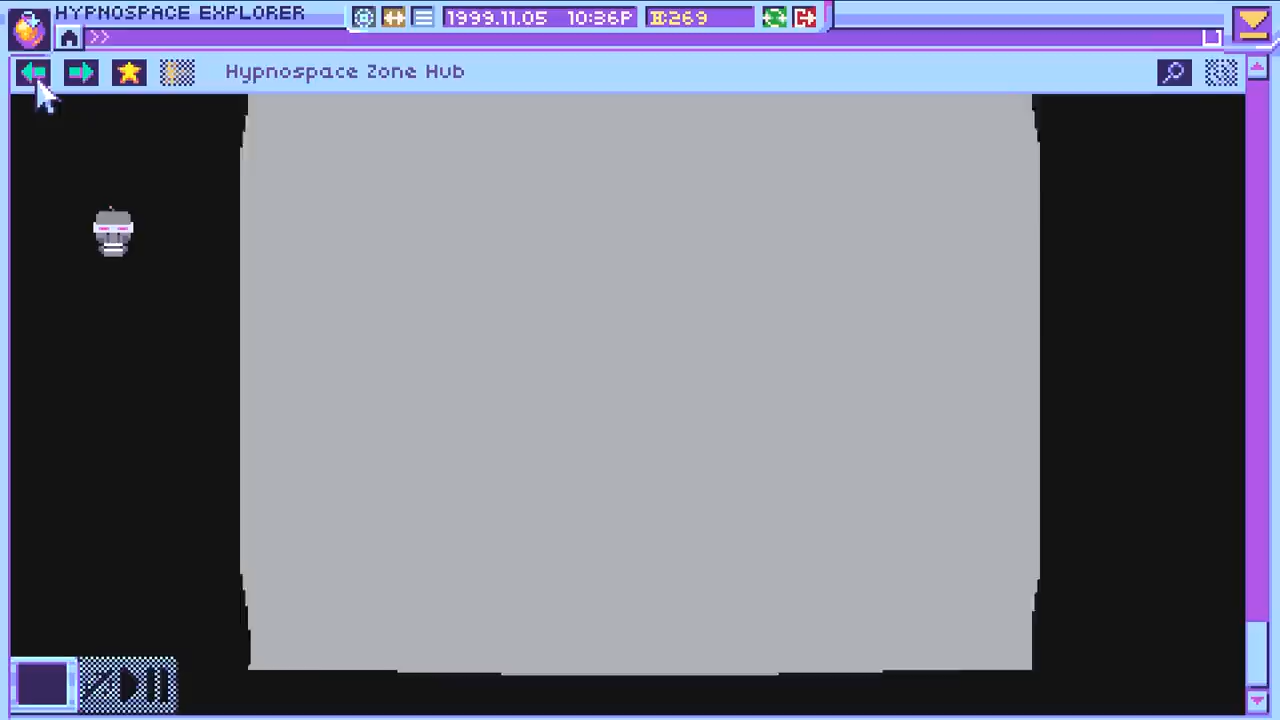 HYPNOSPACE EXPLORER
1999.11.05 10:36P
269
>>
Hypnospace Zone Hub